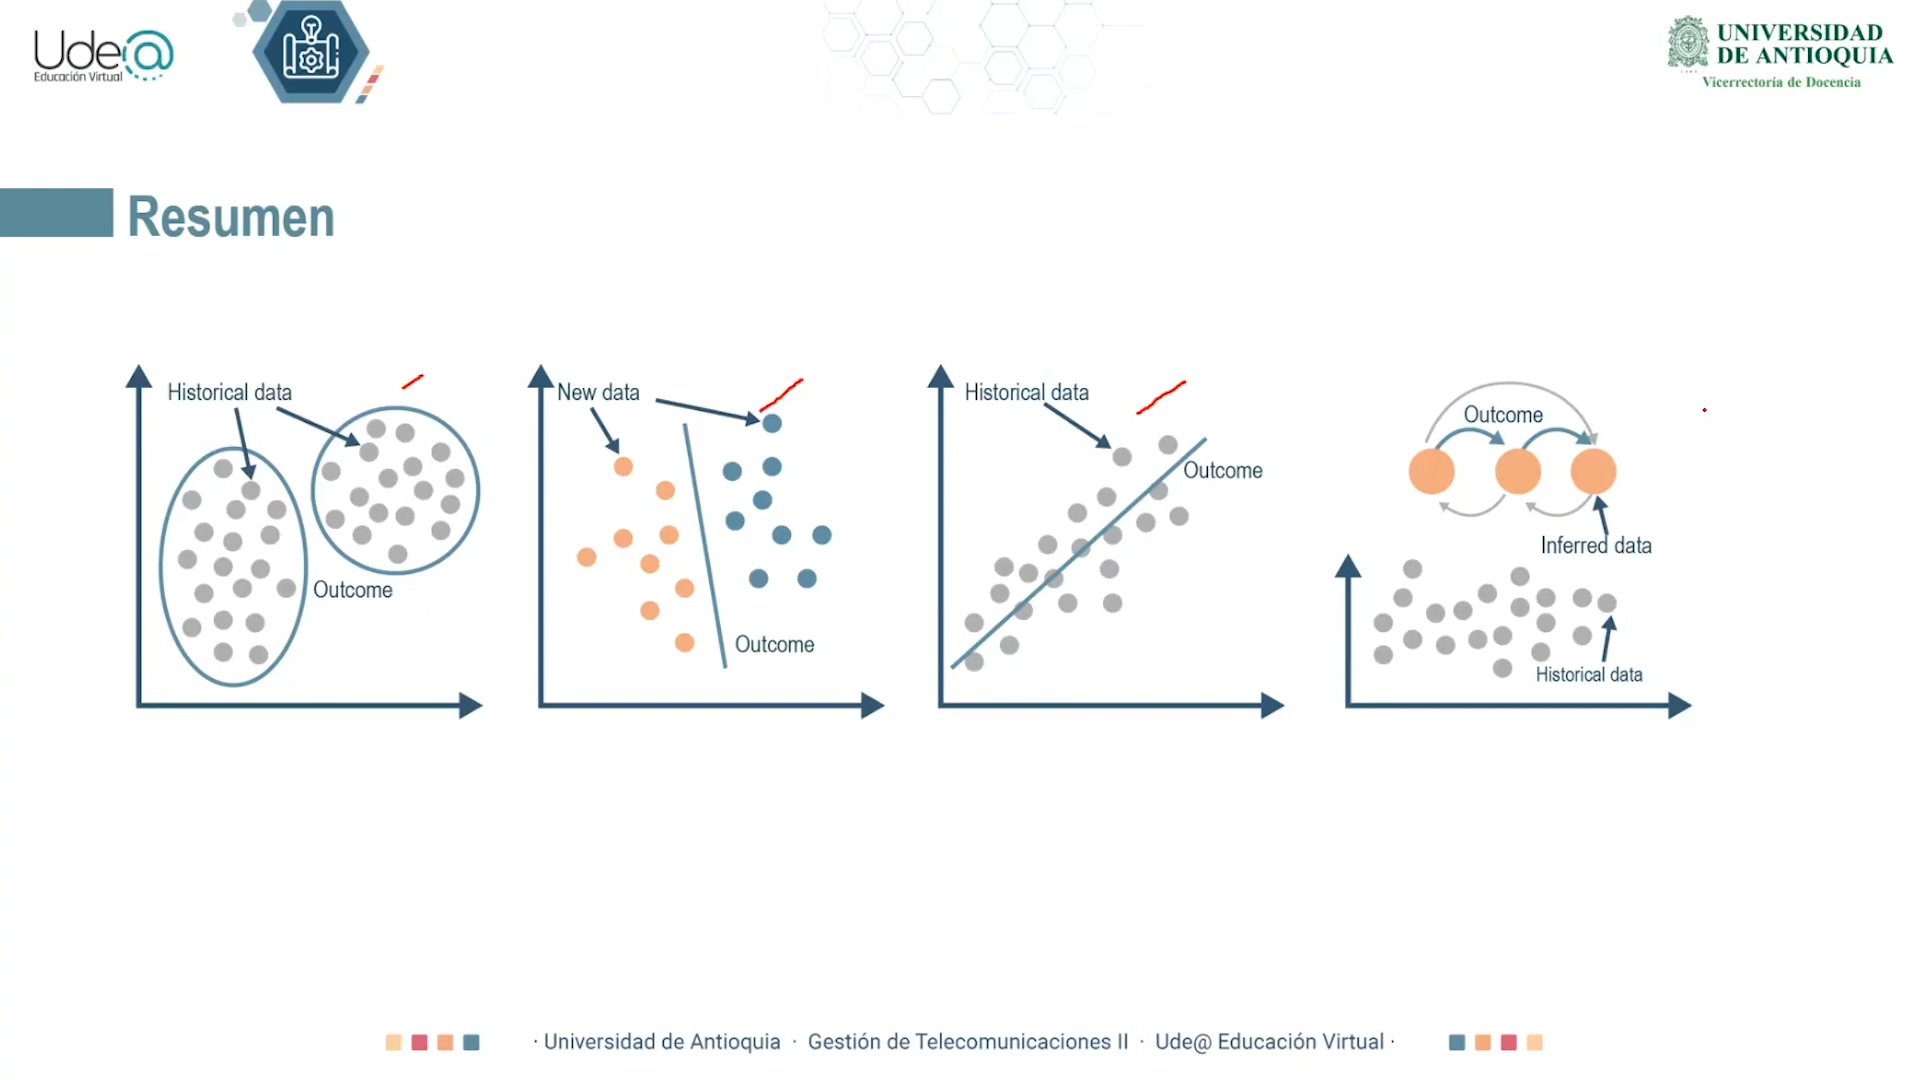 Ude@
Educación Virtual
UNIVERSIDAD
DE ANTIOQUIA
Vicerrectoría de Docencia
Resumen
Historical data
Outcome
New data
Outcome
Historical data
Outcome
Outcome
Inferred data
Historical data
· Universidad de Antioquia · Gestión de Telecomunicaciones II · Ude@ Educación Virtual ·